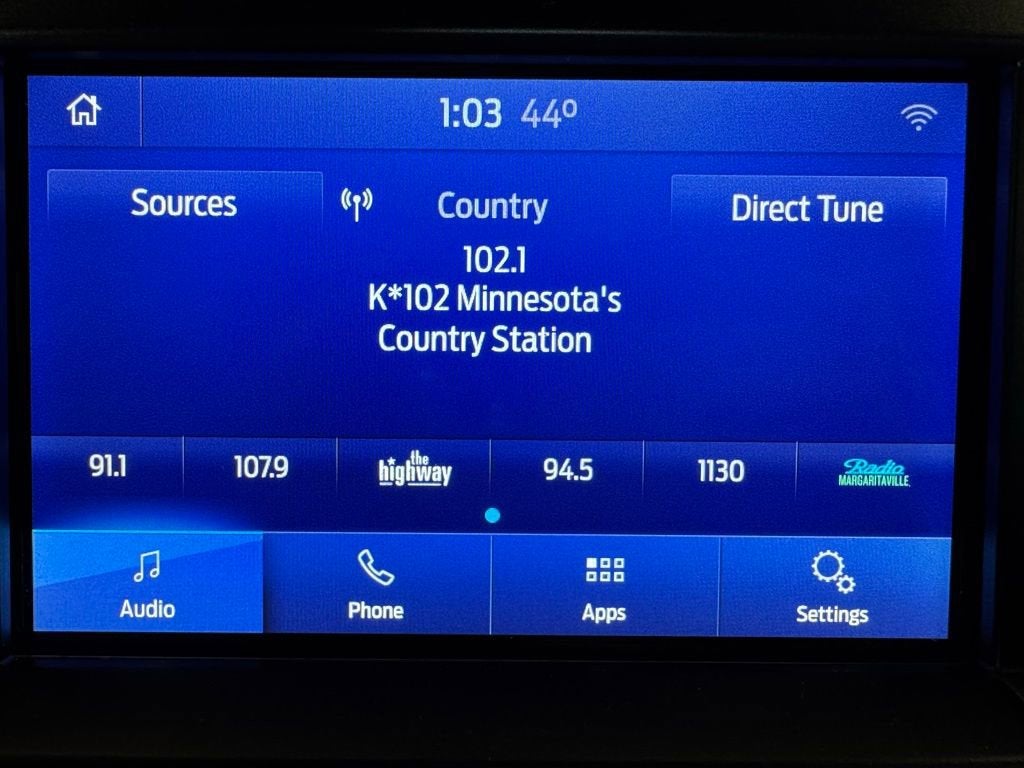 1:03 44º
Sources
Country
Direct Tune
102.1
K*102 Minnesota's
Country Station
91.1
107.9
the
highway
94.5
1130
Radio
MARGARITAVILLE
Audio
Phone
Apps
Settings